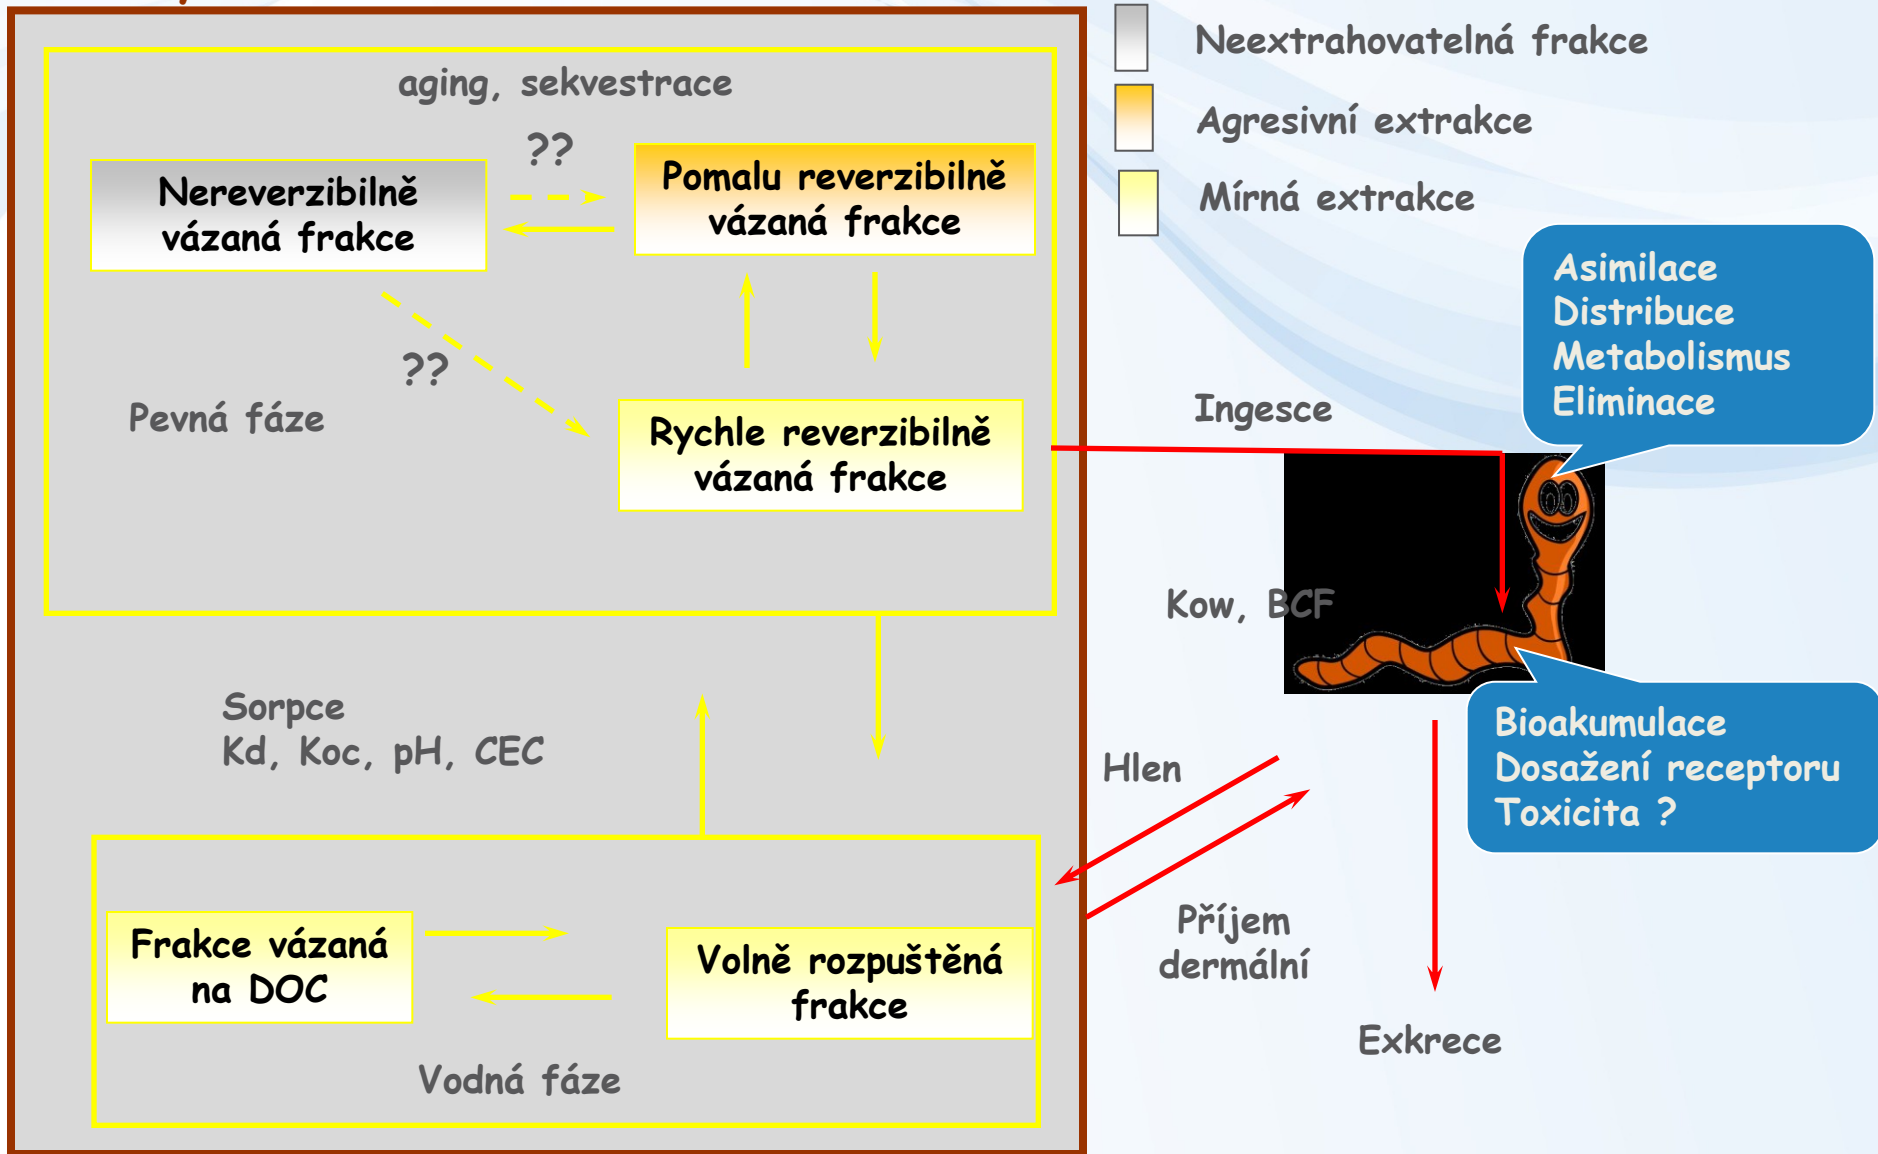 Neextrahovatelná frakce
Agresivní extrakce
Mírná extrakce
aging, sekvestrace
??
Nereverzibilně
vázaná frakce
Pomalu reverzibilně
vázaná frakce
??
Pevná fáze
Rychle reverzibilně
vázaná frakce
Ingesce
Asimilace
Distribuce
Metabolismus
Eliminace
Kow, BCF
Sorpce
Kd, Koc, pH, CEC
Hlen
Bioakumulace
Dosažení receptoru
Toxicita ?
Příjem
dermální
Exkrece
Frakce vázaná
na DOC
Volně rozpuštěná
frakce
Vodná fáze